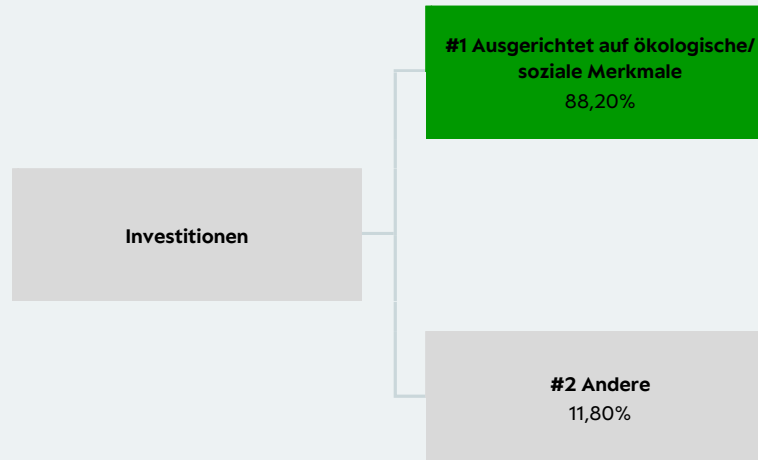 #1 Ausgerichtet auf ökologische/
soziale Merkmale
88,20%
Investitionen
#2 Andere
11,80%